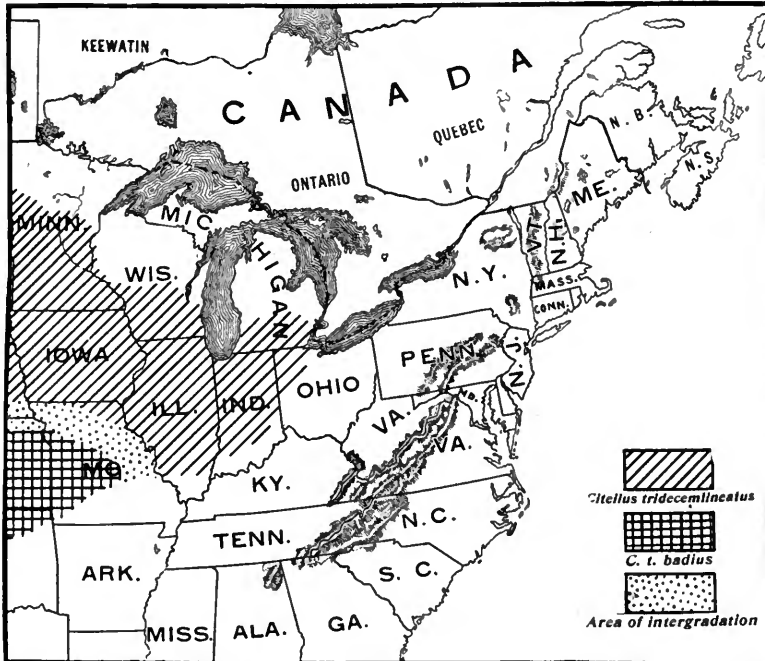 KEEWATIN
CANADA
QUEBEC
N.B.
N.S.
ONTARIO
ME.
MINN.
MICHIGAN
VT.
N.H.
WIS.
N.Y.
MASS.
CONN.
IOWA
PENN.
N.J.
ILL.
IND.
OHIO
MD.
VA.
VA.
MO
KY.
TENN.
N.C.
Citellus tridecemlineatus
ARK.
S. C.
C. t. badius
MISS.
ALA.
GA.
Area of intergradation